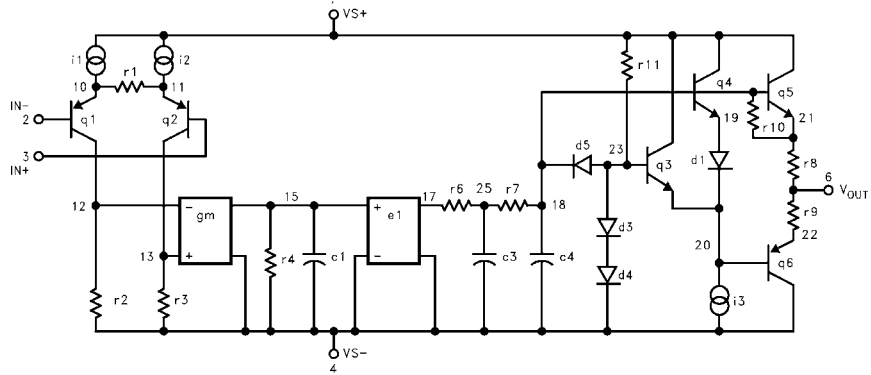 VS+
i1
i2
r11
10
r1
11
q4
q5
IN-
2
q1
q2
19
r10
21
3
IN+
d5
23
q3
d1
r8
6
VOUT
12
gm
15
e1
17
r6
25
r7
18
d3
r9
22
13
r4
c1
c3
c4
d4
20
q6
r2
r3
i3
VS-
4
-
+
+
-